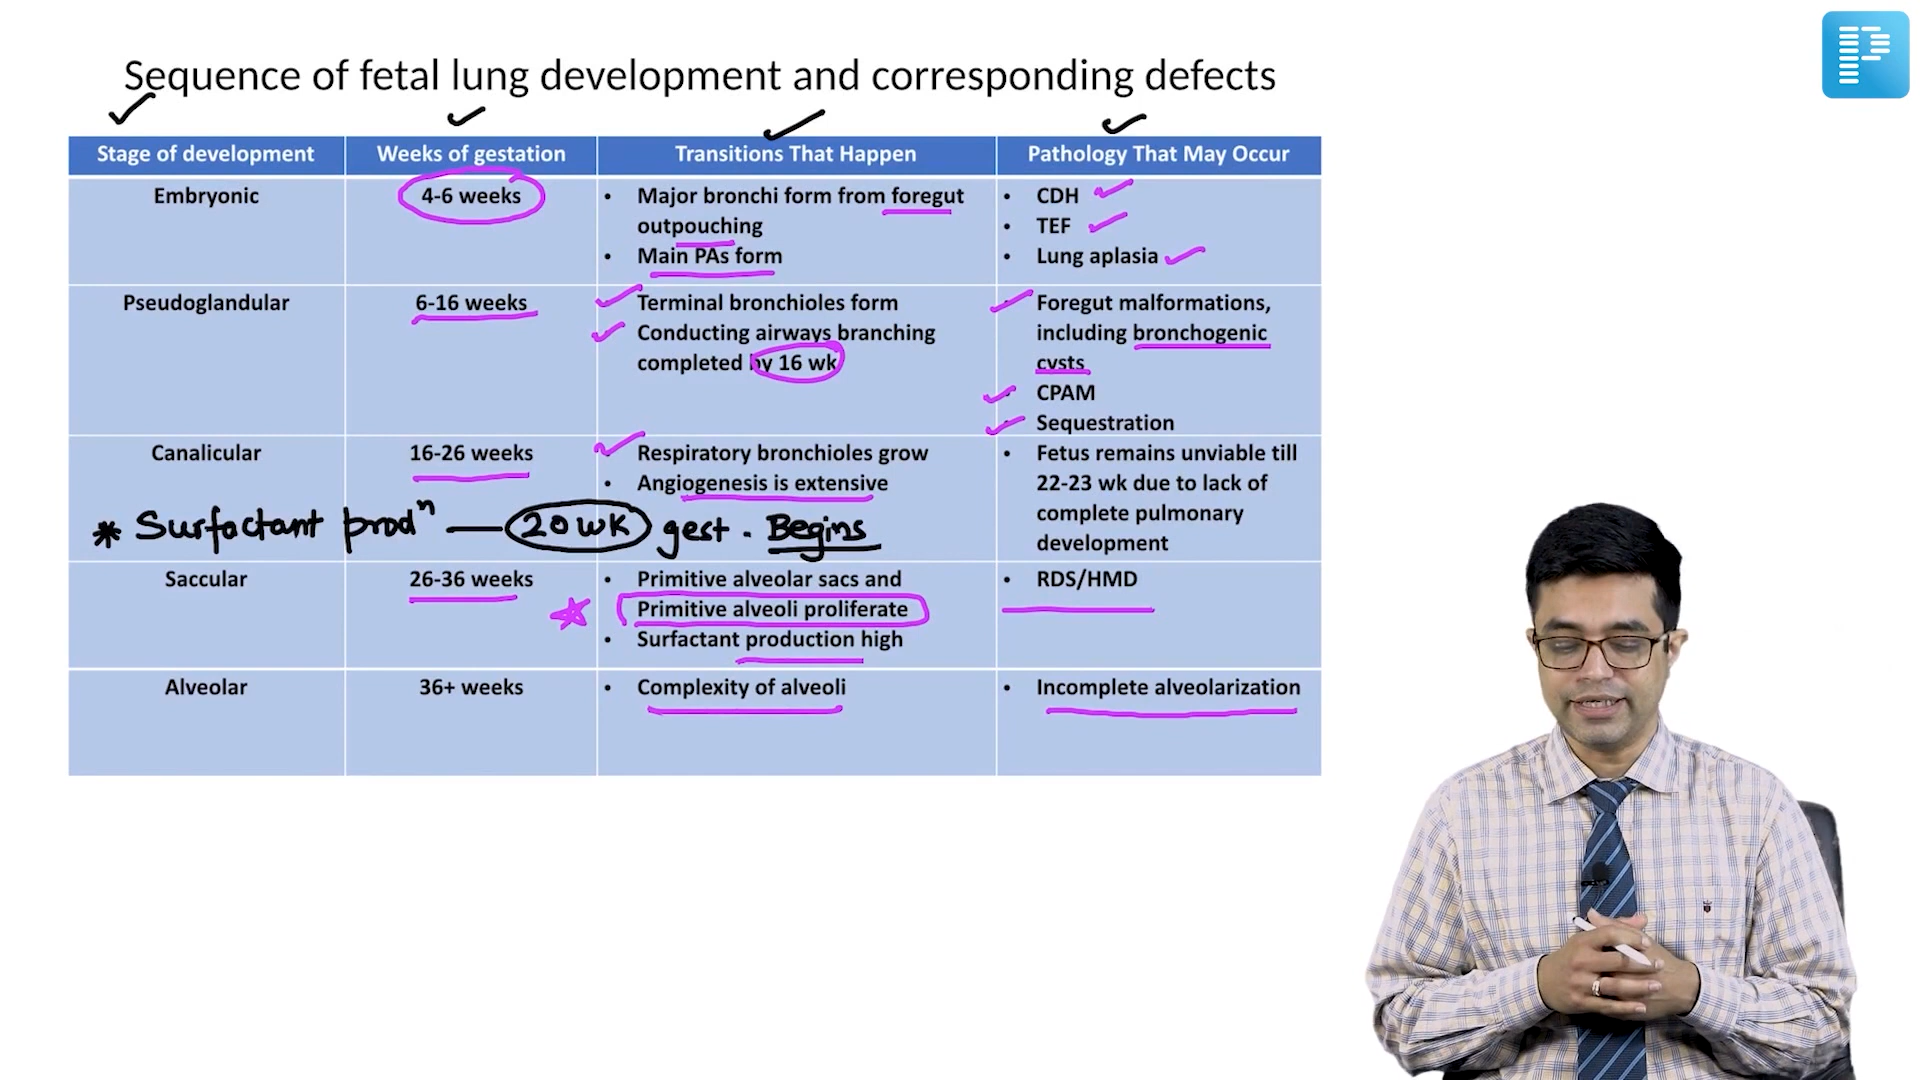 Sequence of fetal lung development and corresponding defects
Stage of development
Weeks of gestation
Transitions That Happen
Pathology That May Occur
Embryonic
4-6 weeks
• Major bronchi form from foregut
outpouching
• Main PAs form
• CDH
• TEF
• Lung aplasia
Pseudoglandular
6-16 weeks
Terminal bronchioles form
Conducting airways branching
completed by 16 wk
Foregut malformations,
including bronchogenic
cysts
CPAM
Sequestration
Canalicular
16-26 weeks
Respiratory bronchioles grow
• Angiogenesis is extensive
• Fetus remains unviable till
22-23 wk due to lack of
complete pulmonary
development
* Surfactant prodⁿ — 20 wk gest. Begins
Saccular
26-36 weeks
• Primitive alveolar sacs and
Primitive alveoli proliferate
• Surfactant production high
• RDS/HMD
Alveolar
36+ weeks
• Complexity of alveoli
• Incomplete alveolarization